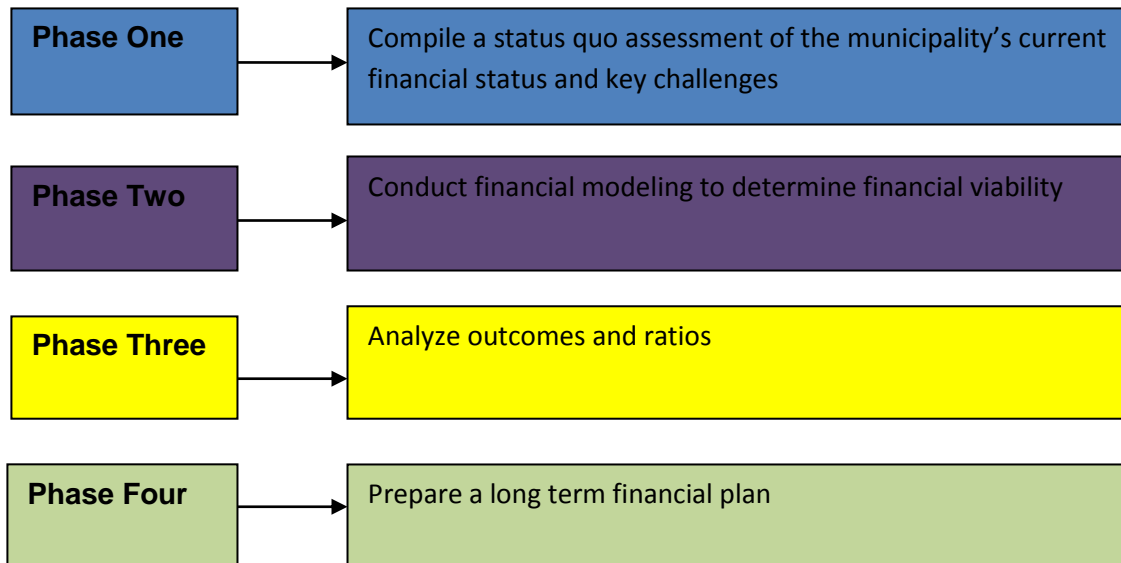 Phase One
Compile a status quo assessment of the municipality’s current
financial status and key challenges
Phase Two
Conduct financial modeling to determine financial viability
Phase Three
Analyze outcomes and ratios
Phase Four
Prepare a long term financial plan